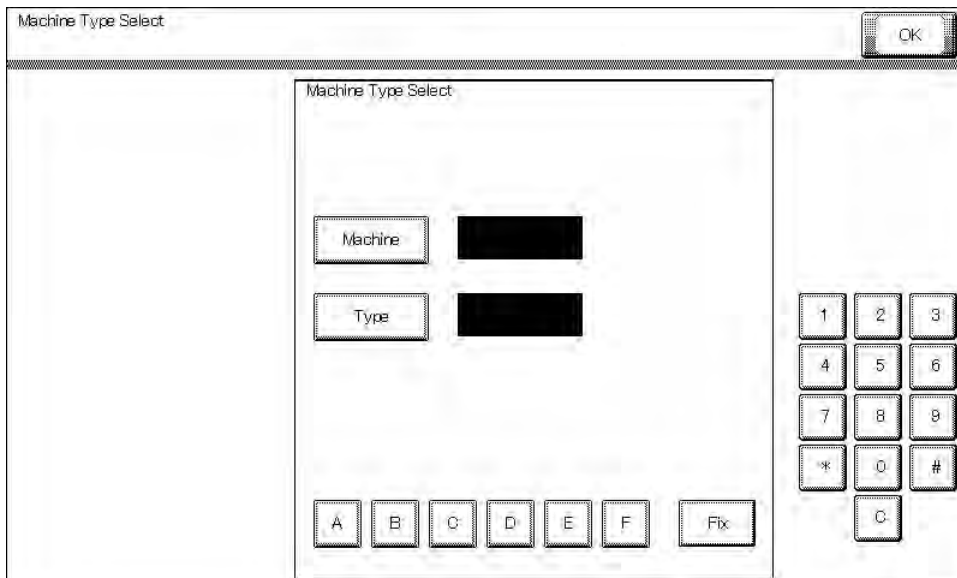 Machine Type Select
OK
Machine Type Select
Machine
Type
1 2 3
4 5 6
7 8 9
* 0 #
A B C D E F Fix
C